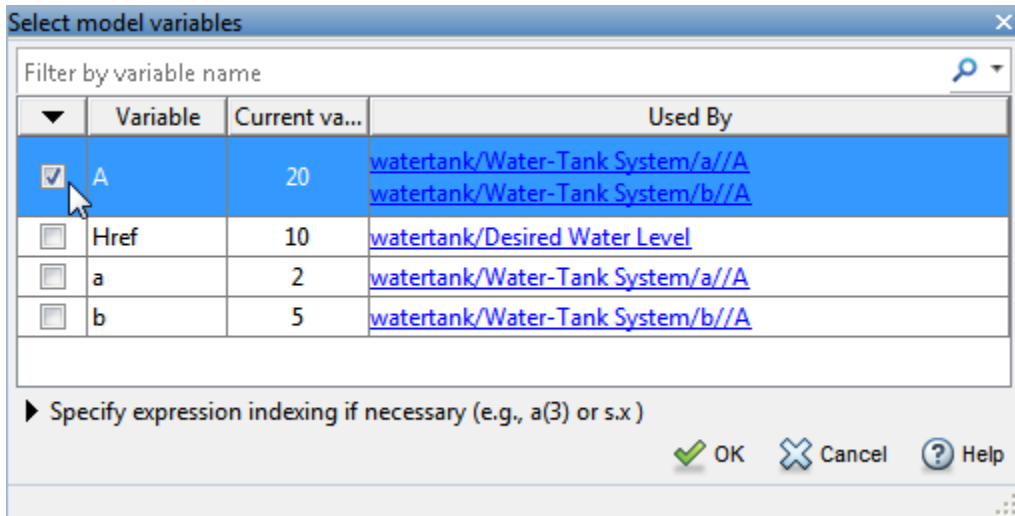 Select model variables
Filter by variable name
Variable Current va... Used By
A 20 watertank/Water-Tank System/a//A
watertank/Water-Tank System/b//A
Href 10 watertank/Desired Water Level
a 2 watertank/Water-Tank System/a//A
b 5 watertank/Water-Tank System/b//A
Specify expression indexing if necessary (e.g., a(3) or s.x )
OK Cancel Help